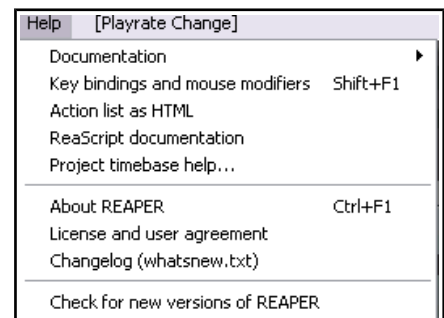 Help [Playrate Change]
Documentation
Key bindings and mouse modifiers Shift+F1
Action list as HTML
ReaScript documentation
Project timebase help...
About REAPER Ctrl+F1
License and user agreement
Changelog (whatsnew.txt)
Check for new versions of REAPER